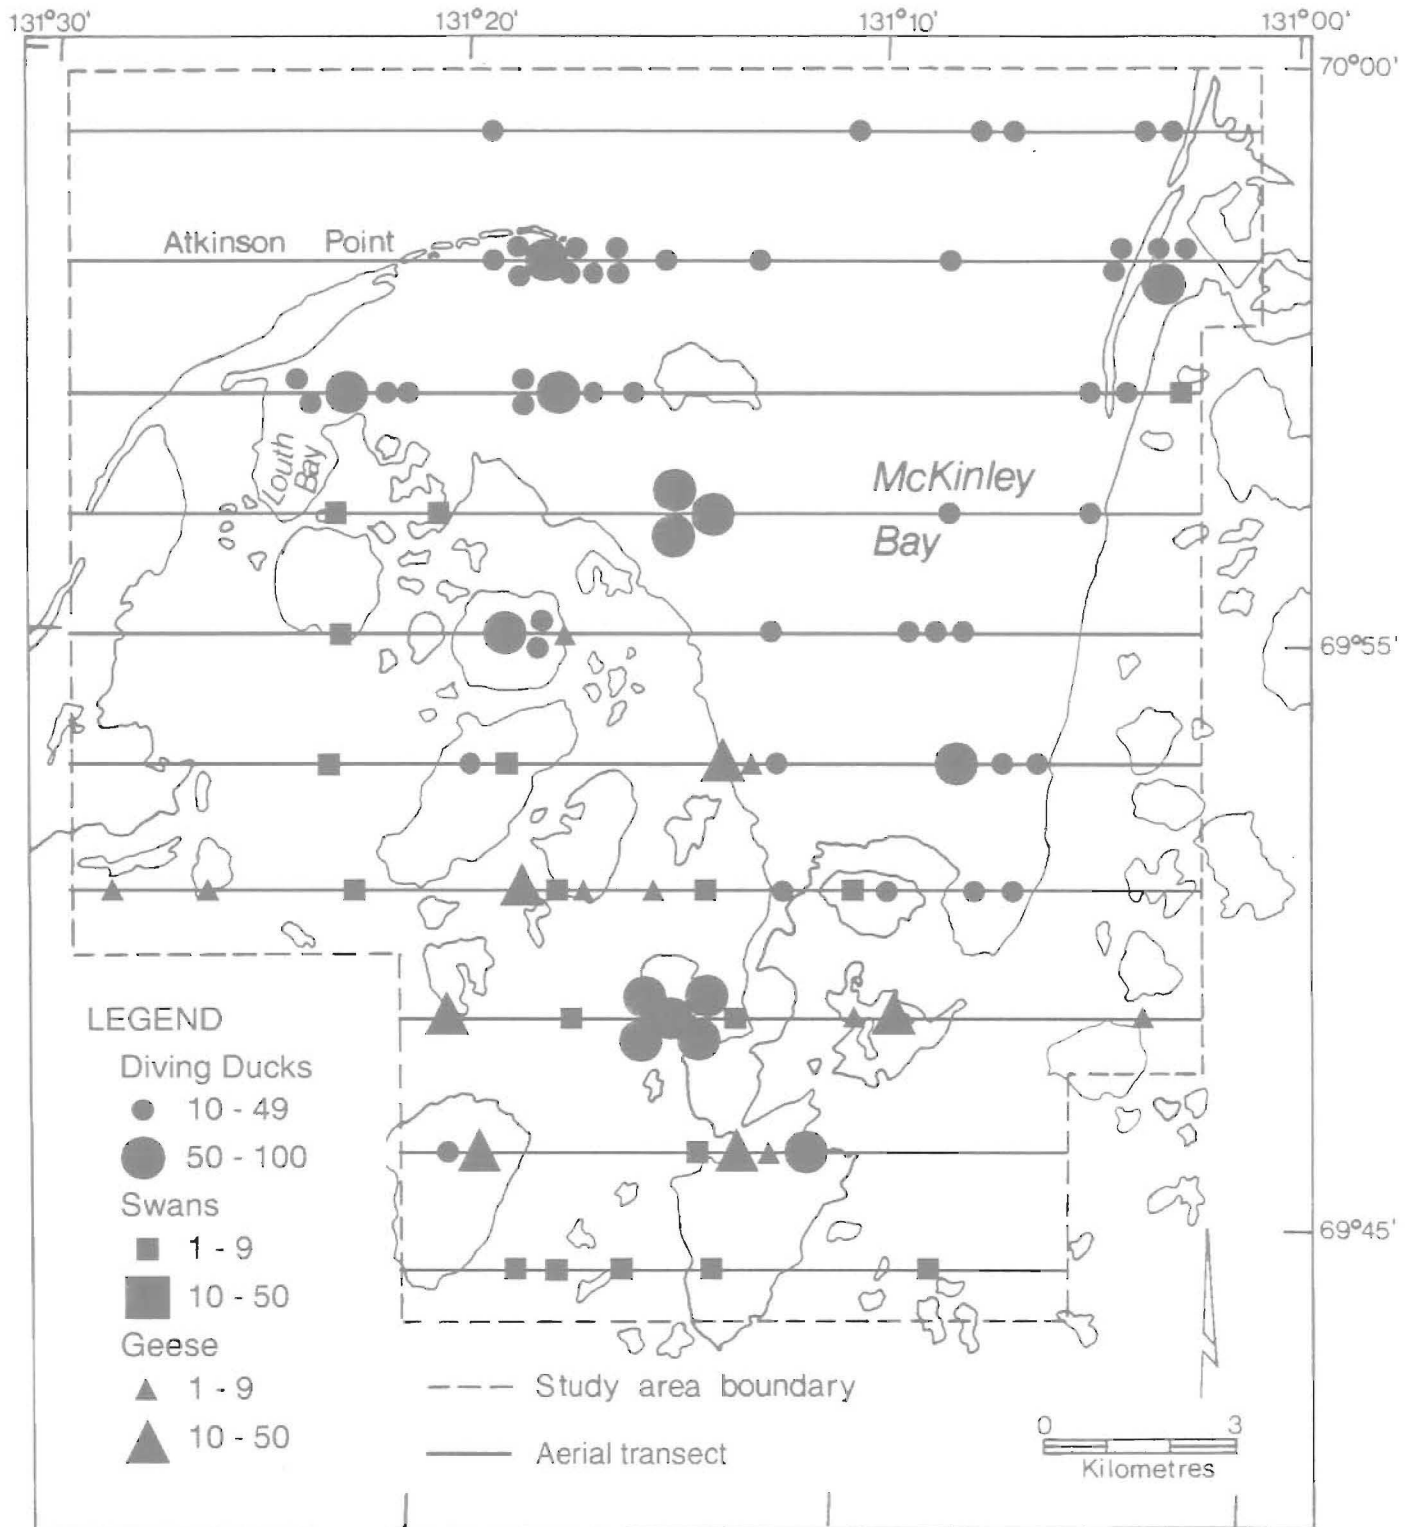 131°30' 131°20' 131°10' 131°00'
70°00'
Atkinson Point
Louth
Bay
McKinley
Bay
69°55'
LEGEND
Diving Ducks
10 - 49
50 - 100
Swans
1 - 9
10 - 50
Geese
1 - 9
10 - 50
69°45'
Study area boundary
Aerial transect
0 3
Kilometres